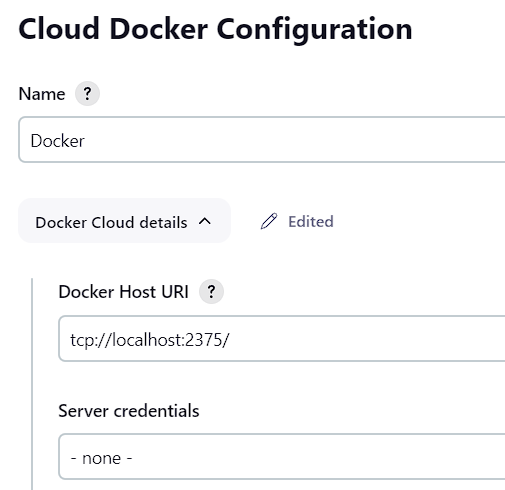 Cloud Docker Configuration
Name ?
Docker
Docker Cloud details Edited
Docker Host URI ?
tcp://localhost:2375/
Server credentials
- none -